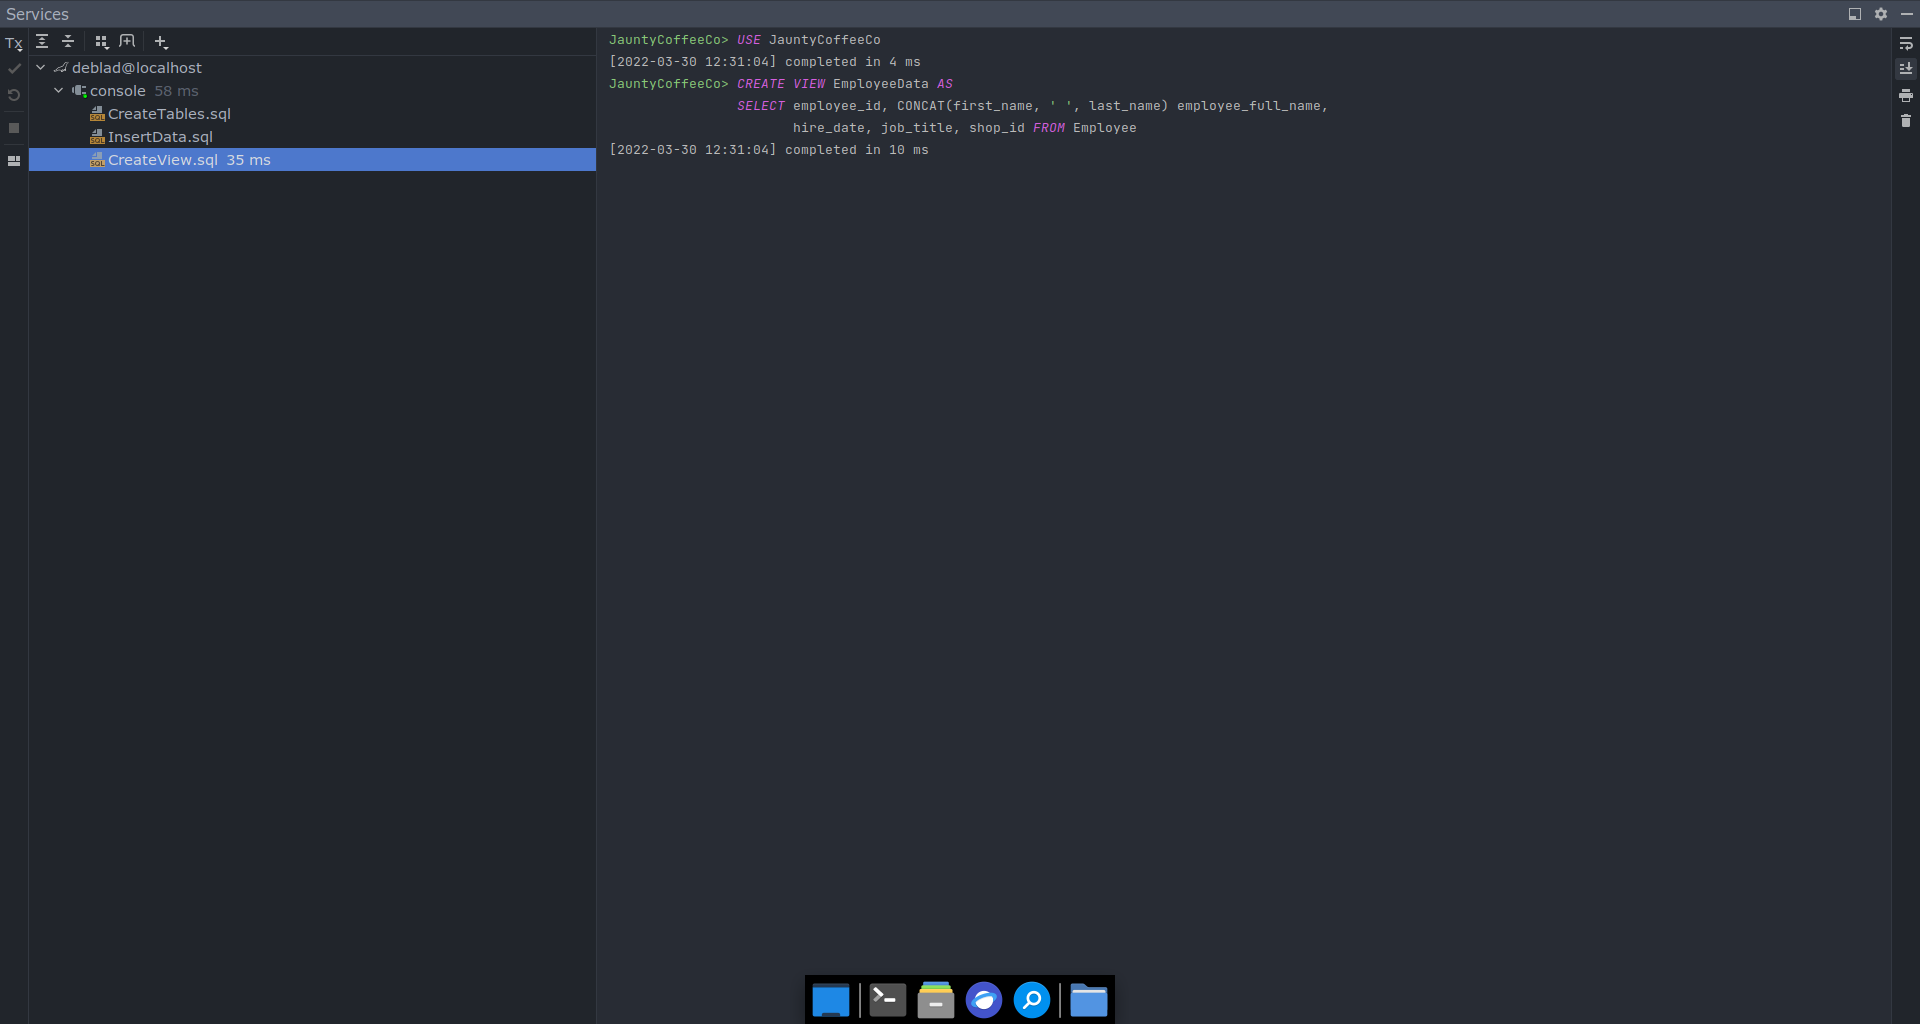 Services
Tx
deblad@localhost
console 58 ms
CreateTables.sql
InsertData.sql
CreateView.sql 35 ms
JauntyCoffeeCo> USE JauntyCoffeeCo
[2022-03-30 12:31:04] completed in 4 ms
JauntyCoffeeCo> CREATE VIEW EmployeeData AS
SELECT employee_id, CONCAT(first_name, ' ', last_name) employee_full_name,
hire_date, job_title, shop_id FROM Employee
[2022-03-30 12:31:04] completed in 10 ms